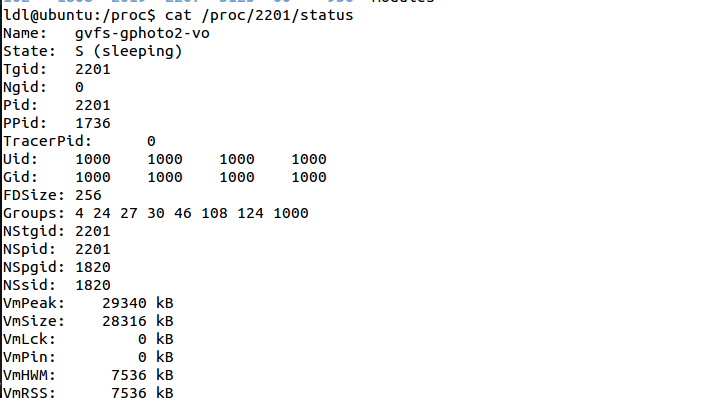 ldl@ubuntu:/proc$ cat /proc/2201/status
Name:   gvfs-gphoto2-vo
State:  S (sleeping)
Tgid:   2201
Ngid:   0
Pid:    2201
PPid:   1736
TracerPid:      0
Uid:    1000    1000    1000    1000
Gid:    1000    1000    1000    1000
FDSize: 256
Groups: 4 24 27 30 46 108 124 1000
NStgid: 2201
NSpid:  2201
NSpgid: 1820
NSsid:  1820
VmPeak:    29340 kB
VmSize:    28316 kB
VmLck:         0 kB
VmPin:         0 kB
VmHWM:      7536 kB
VmRSS:      7536 kB